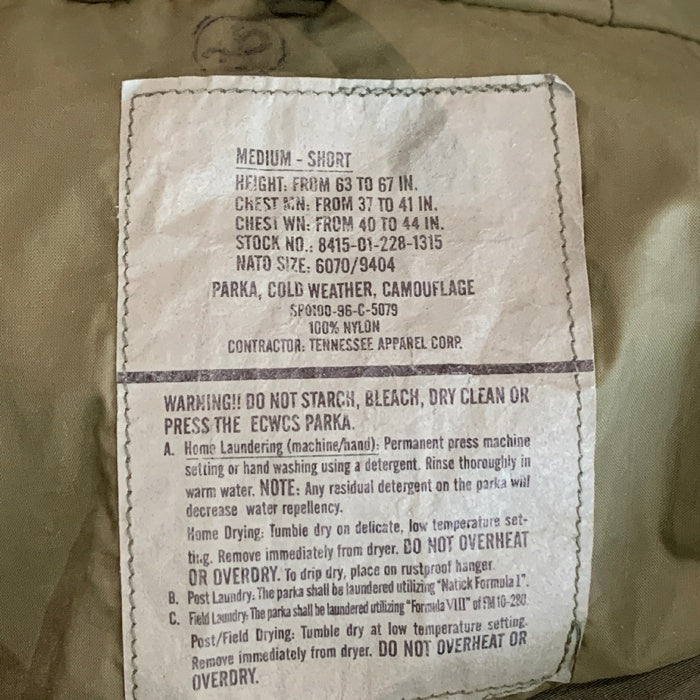 MEDIUM - SHORT
HEIGHT: FROM 63 TO 67 IN.
CHEST MN: FROM 37 TO 41 IN.
CHEST WN: FROM 40 TO 44 IN.
STOCK NO.: 8415-01-228-1315
NATO SIZE: 6070/9404
PARKA, COLD WEATHER, CAMOUFLAGE
SPO100-96-C-5079
100% NYLON
CONTRACTOR: TENNESSEE APPAREL CORP.
WARNING!! DO NOT STARCH, BLEACH, DRY CLEAN OR
PRESS THE ECWCS PARKA.
A. Home Laundering (machine/hand): Permanent press machine
setting or hand washing using a detergent. Rinse thoroughly in
warm water. NOTE: Any residual detergent on the parka will
decrease water repellency.
Home Drying: Tumble dry on delicate, low temperature set-
ting. Remove immediately from dryer. DO NOT OVERHEAT
OR OVERDRY. To drip dry, place on rustproof hanger.
B. Post Laundry: The parka shall be laundered utilizing "Natick Formula I".
C. Field Laundry: The parka shall be laundered utilizing "Formula VIII" of FM 10-280.
Post/Field Drying: Tumble dry at low temperature setting.
Remove immediately from dryer. DO NOT OVERHEAT OR
OVERDRY.